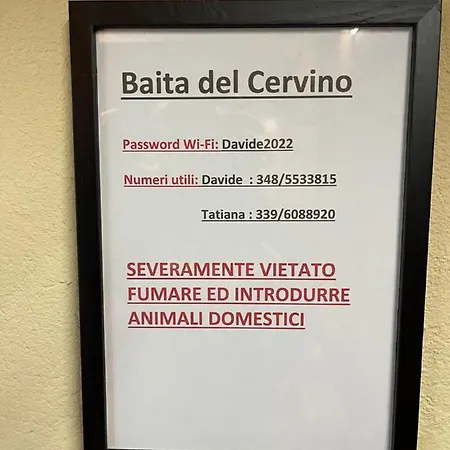 Baita del Cervino
Password Wi-Fi: Davide2022
Numeri utili: Davide : 348/5533815
Tatiana : 339/6088920
SEVERAMENTE VIETATO
FUMARE ED INTRODURRE
ANIMALI DOMESTICI